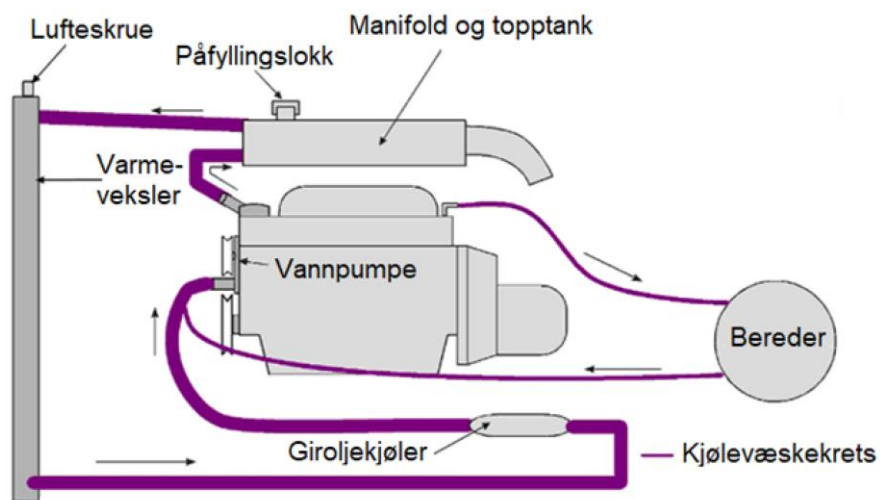 Lufteskrue
Påfyllingslokk
Manifold og topptank
Varme-
veksler
Vannpumpe
Bereder
Giroljekjøler
Kjølevæskekrets